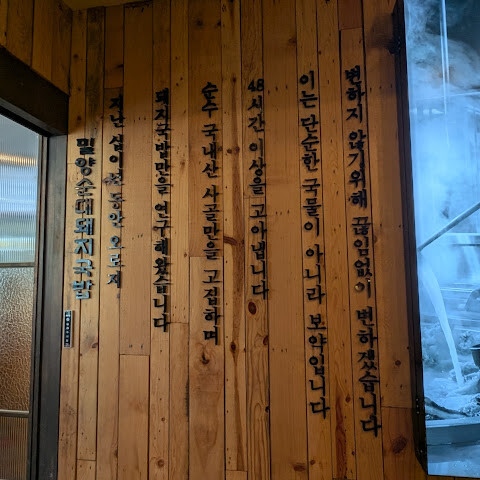 밀양순대돼지국밥
지난 십이년 동안 오로지
돼지국밥만을 연구해 왔습니다
순수 국내산 사골만을 고집하며
48시간 이상을 고아냅니다
이는 단순한 국물이 아니라 보약입니다
변하지 않기위해 끊임없이 변하겠습니다